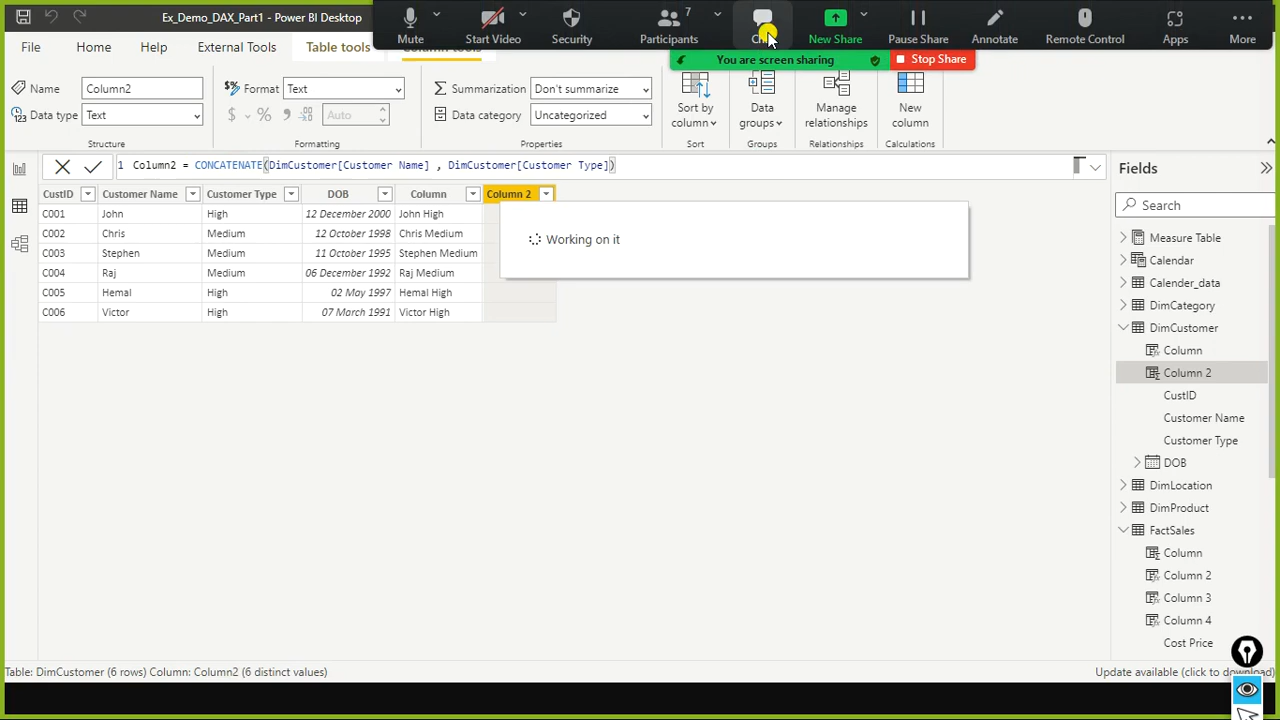 Ex_Demo_DAX_Part1 - Power BI Desktop
Mute
Start Video
Security
Participants
7
New Share
Pause Share
Annotate
Remote Control
Apps
More
You are screen sharing
Stop Share
File
Home
Help
External Tools
Table tools
Column tools
Name
Column2
Format
Text
Summarization
Don't summarize
Data type
Text
$
%
Auto
Data category
Uncategorized
Sort by
column
Data
groups
Manage
relationships
New
column
Structure
Formatting
Properties
Sort
Groups
Relationships
Calculations
1 Column2 = CONCATENATE(DimCustomer[Customer Name] , DimCustomer[Customer Type])
Fields
Search
CustID Customer Name Customer Type DOB Column Column 2
C001 John High 12 December 2000 John High
C002 Chris Medium 12 October 1998 Chris Medium
C003 Stephen Medium 11 October 1995 Stephen Medium
C004 Raj Medium 06 December 1992 Raj Medium
C005 Hemal High 02 May 1997 Hemal High
C006 Victor High 07 March 1991 Victor High
Working on it
Measure Table
Calendar
Calender_data
DimCategory
DimCustomer
Column
Column 2
CustID
Customer Name
Customer Type
DOB
DimLocation
DimProduct
FactSales
Column
Column 2
Column 3
Column 4
Cost Price
Table: DimCustomer (6 rows) Column: Column2 (6 distinct values)
Update available (click to download)